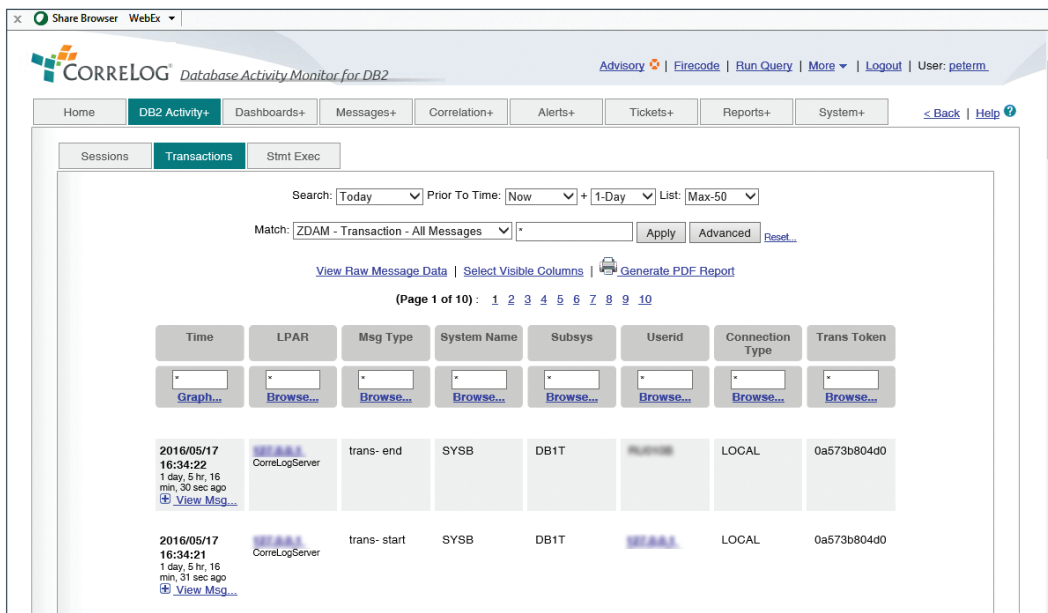 x Share Browser WebEx
CORRELOG® Database Activity Monitor for DB2
Advisory | Firecode | Run Query | More | Logout | User: peterm
Home DB2 Activity+ Dashboards+ Messages+ Correlation+ Alerts+ Tickets+ Reports+ System+ < Back | Help ?
Sessions Transactions Stmt Exec
Search: Today Prior To Time: Now + 1-Day List: Max-50
Match: ZDAM - Transaction - All Messages * Apply Advanced Reset...
View Raw Message Data | Select Visible Columns | Generate PDF Report
(Page 1 of 10) : 1 2 3 4 5 6 7 8 9 10
Time LPAR Msg Type System Name Subsys Userid Connection Type Trans Token
* * * * * * * *
Graph... Browse... Browse... Browse... Browse... Browse... Browse... Browse...
2016/05/17 trans- end SYSB DB1T LOCAL 0a573b804d0
16:34:22 CorreLogServer
1 day, 5 hr, 16
min, 30 sec ago
View Msg...
2016/05/17 trans- start SYSB DB1T LOCAL 0a573b804d0
16:34:21 CorreLogServer
1 day, 5 hr, 16
min, 31 sec ago
View Msg...